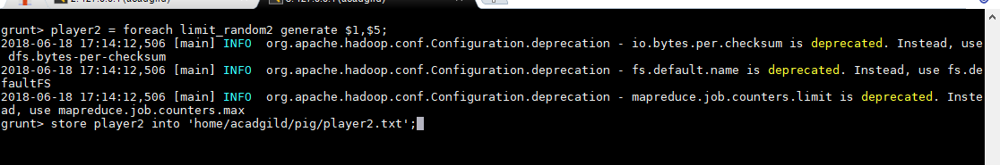 grunt> player2 = foreach limit_random2 generate $1,$5;
2018-06-18 17:14:12,506 [main] INFO  org.apache.hadoop.conf.Configuration.deprecation - io.bytes.per.checksum is deprecated. Instead, use
 dfs.bytes-per-checksum
2018-06-18 17:14:12,506 [main] INFO  org.apache.hadoop.conf.Configuration.deprecation - fs.default.name is deprecated. Instead, use fs.de
faultFS
2018-06-18 17:14:12,506 [main] INFO  org.apache.hadoop.conf.Configuration.deprecation - mapreduce.job.counters.limit is deprecated. Inste
ad, use mapreduce.job.counters.max
grunt> store player2 into 'home/acadgild/pig/player2.txt';